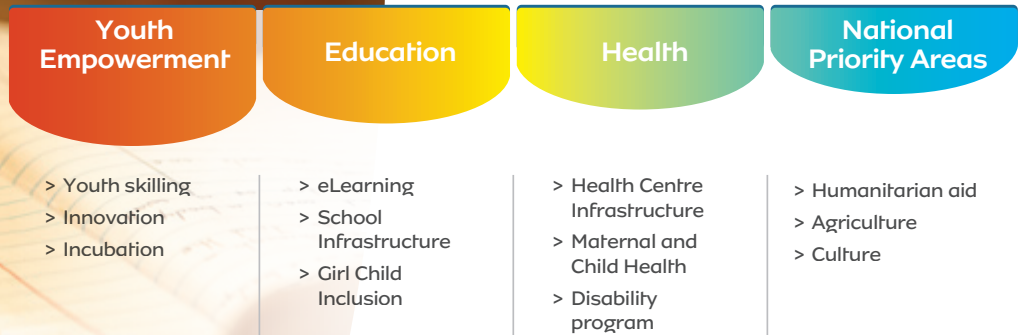 Youth
Empowerment
> Youth skilling
> Innovation
> Incubation
Education
> eLearning
> School
Infrastructure
> Girl Child
Inclusion
Health
> Health Centre
Infrastructure
> Maternal and
Child Health
> Disability
program
National
Priority Areas
> Humanitarian aid
> Agriculture
> Culture